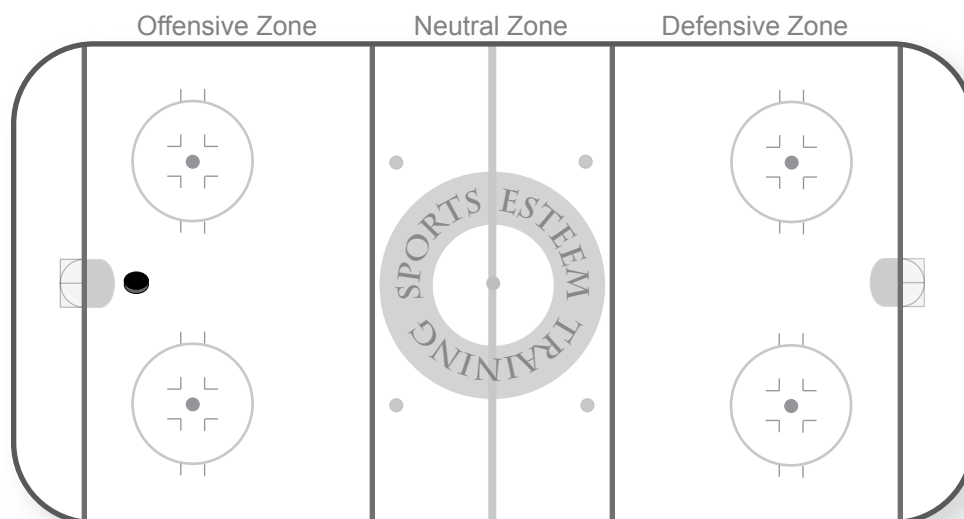 Offensive Zone
Neutral Zone
Defensive Zone
SPORTS ESTEEM TRAINING